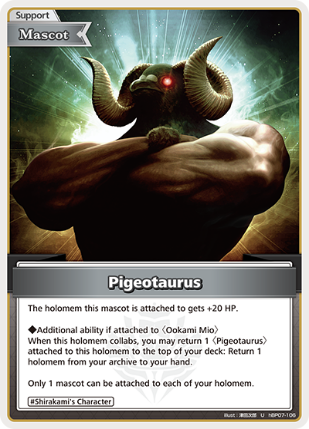 Support
Mascot
Pigeotaurus
The holomem this mascot is attached to gets +20 HP.
◆Additional ability if attached to 〈Ookami Mio〉
When this holomem collabs, you may return 1 〈Pigeotaurus〉
attached to this holomem to the top of your deck: Return 1
holomem from your archive to your hand.
Only 1 mascot can be attached to each of your holomem.
#Shirakami's Character
Illust: U hBP07-106